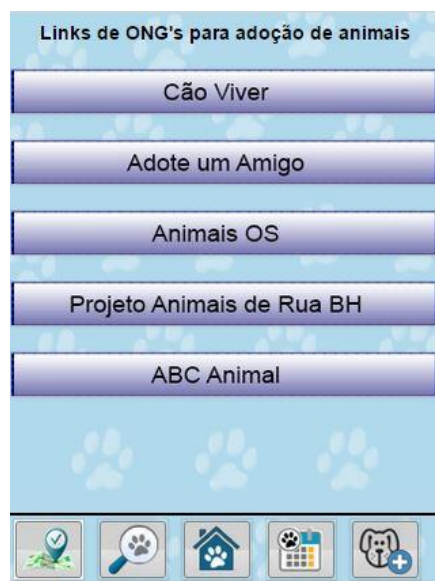 Links de ONG's para adoção de animais
Cão Viver
Adote um Amigo
Animais OS
Projeto Animais de Rua BH
ABC Animal